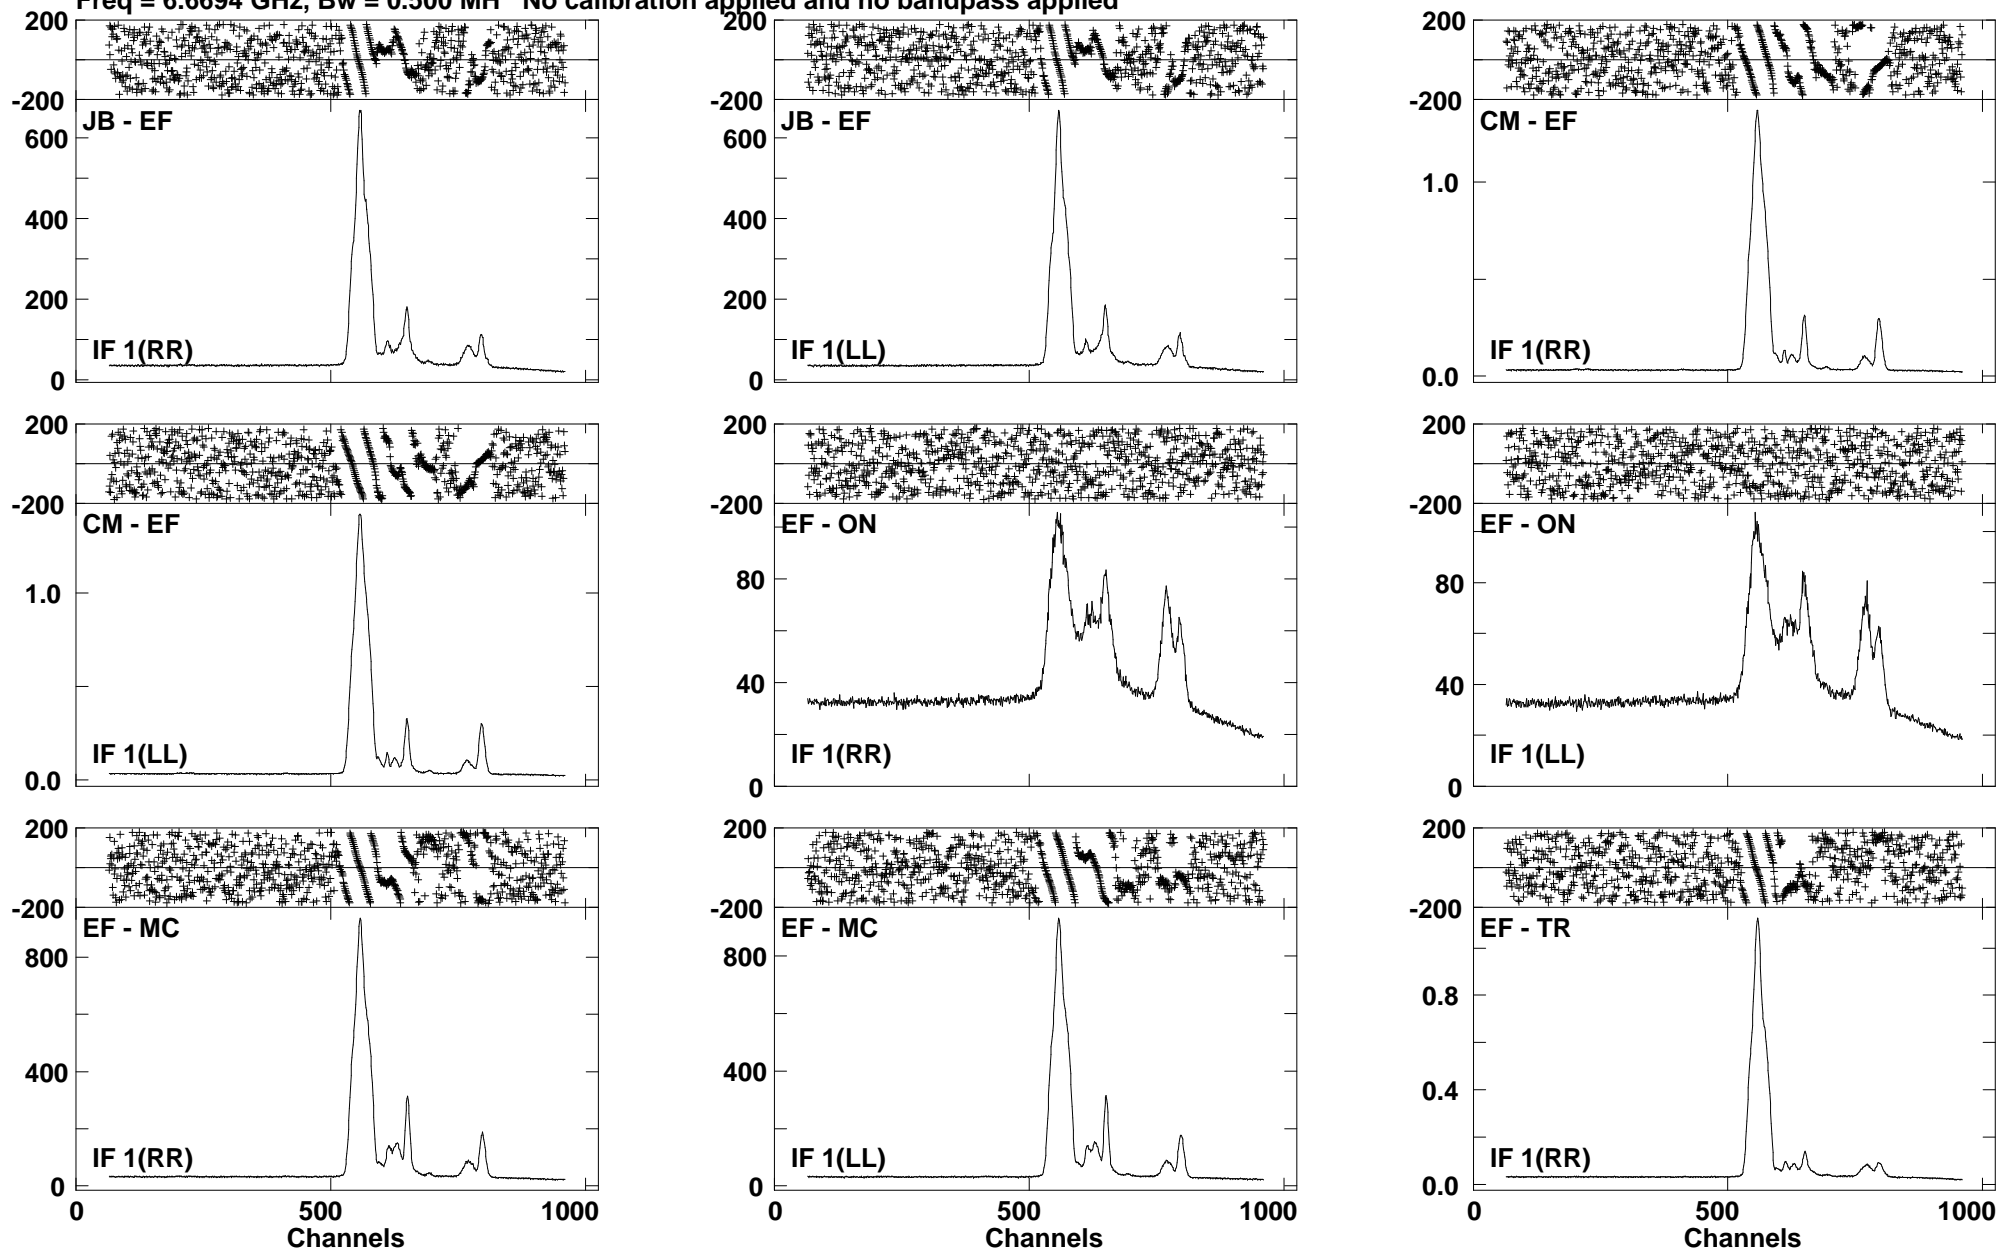 Freq = 6.6694 GHz, Bw = 0.500 MH No calibration applied and no bandpass applied
200 200 200
-200 -200 -200
JB - EF JB - EF CM - EF
600 600
1.0
400 400
200 200
IF 1(RR) IF 1(LL) IF 1(RR)
0 0 0.0
200 200 200
-200 -200 -200
CM - EF EF - ON EF - ON
80 80
1.0
40 40
IF 1(LL) IF 1(RR) IF 1(LL)
0.0 0 0
200 200 200
-200 -200 -200
EF - MC EF - MC EF - TR
800 800 0.8
400 400 0.4
IF 1(RR) IF 1(LL) IF 1(RR)
0 0 0.0
0 500 1000 0 500 1000 0 500 1000
Channels Channels Channels